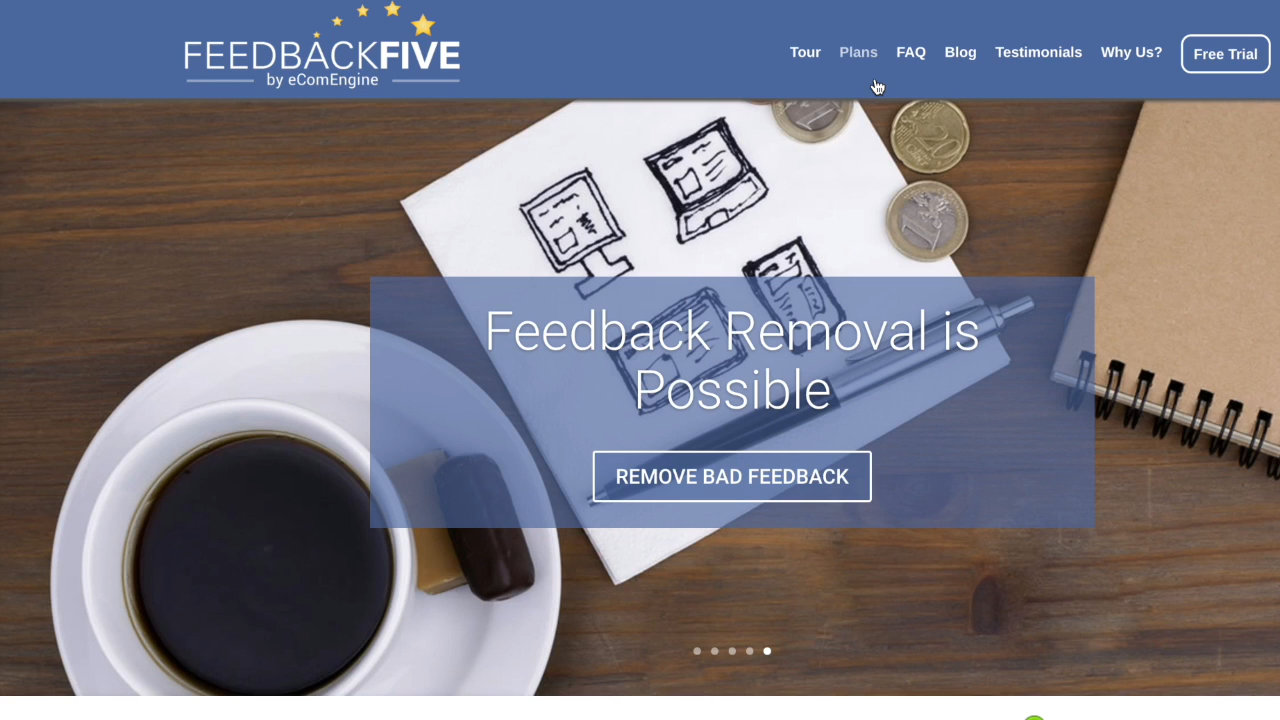 FEEDBACKFIVE
by eComEngine
Tour Plans FAQ Blog Testimonials Why Us? Free Trial
Feedback Removal is
Possible
REMOVE BAD FEEDBACK